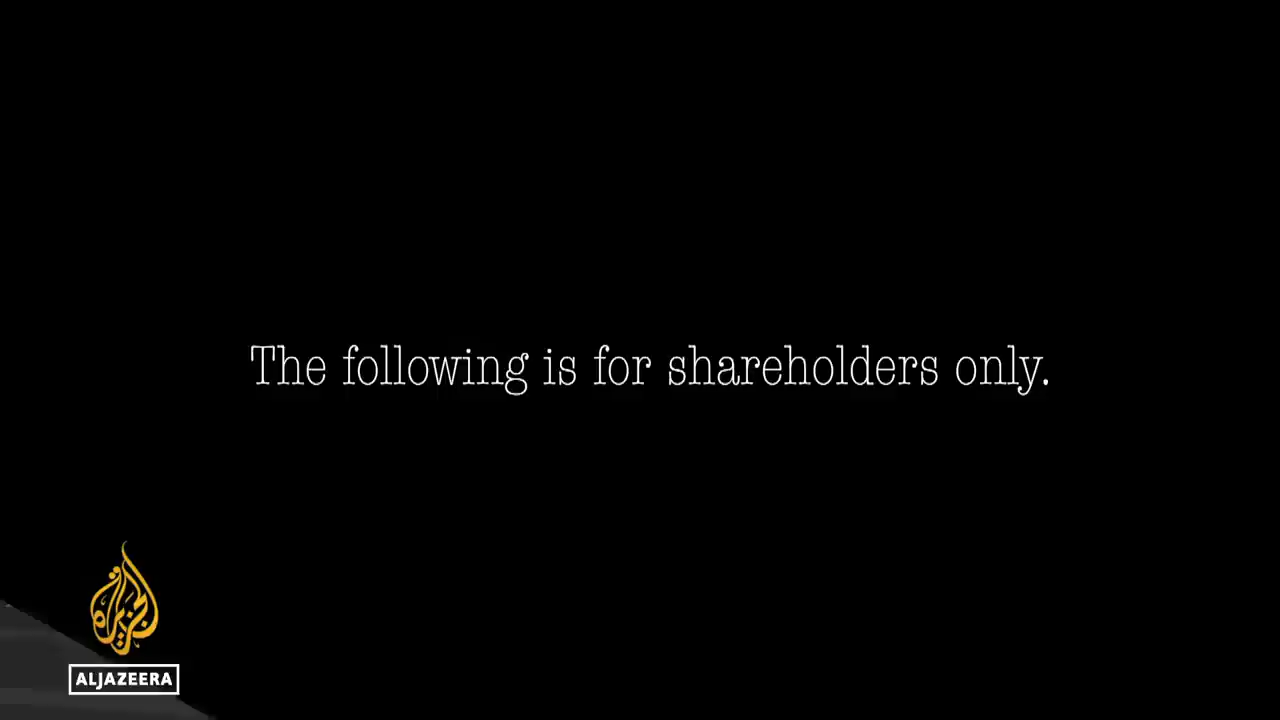 The following is for shareholders only.
الجزيرة
ALJAZEERA